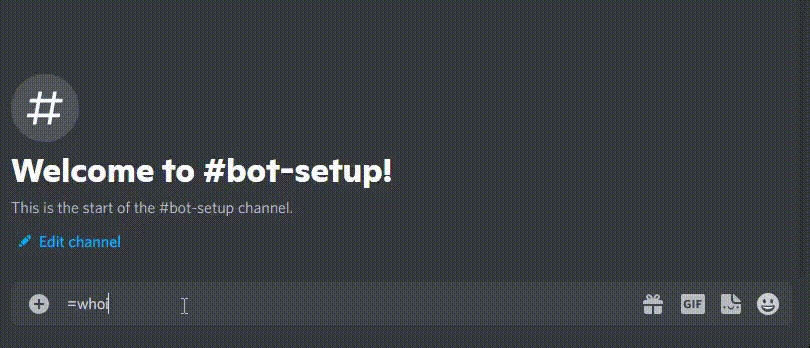 #
Welcome to #bot-setup!
This is the start of the #bot-setup channel.
Edit channel
=whoi
GIF